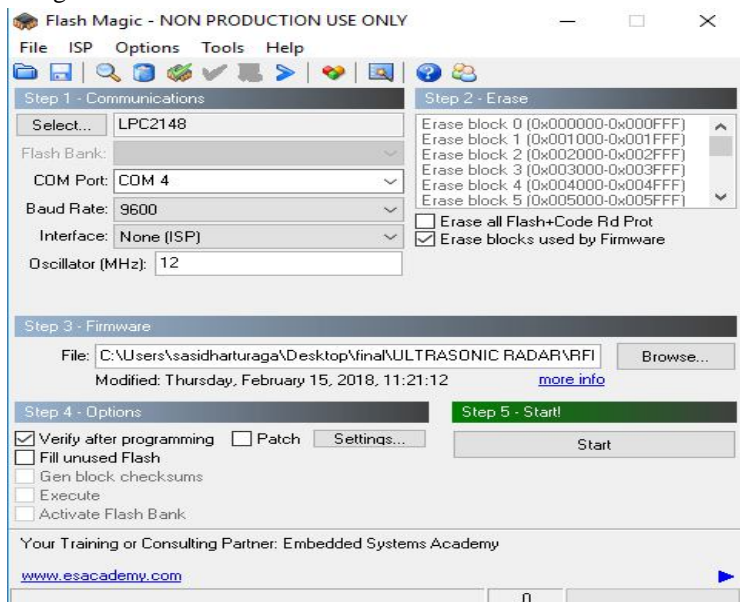 Flash Magic - NON PRODUCTION USE ONLY
File ISP Options Tools Help
Step 1 - Communications
Select... LPC2148
Flash Bank:
COM Port: COM 4
Baud Rate: 9600
Interface: None (ISP)
Oscillator (MHz): 12
Step 2 - Erase
Erase block 0 (0x000000-0x000FFF)
Erase block 1 (0x001000-0x001FFF)
Erase block 2 (0x002000-0x002FFF)
Erase block 3 (0x003000-0x003FFF)
Erase block 4 (0x004000-0x004FFF)
Erase block 5 (0x005000-0x005FFF)
Erase all Flash+Code Rd Prot
Erase blocks used by Firmware
Step 3 - Firmware
File: C:\Users\sasidharturaga\Desktop\final\ULTRASONIC RADAR\RFI Browse...
Modified: Thursday, February 15, 2018, 11:21:12 more info
Step 4 - Options
Verify after programming Patch Settings...
Fill unused Flash
Gen block checksums
Execute
Activate Flash Bank
Step 5 - Start!
Start
Your Training or Consulting Partner: Embedded Systems Academy
www.esacademy.com
0